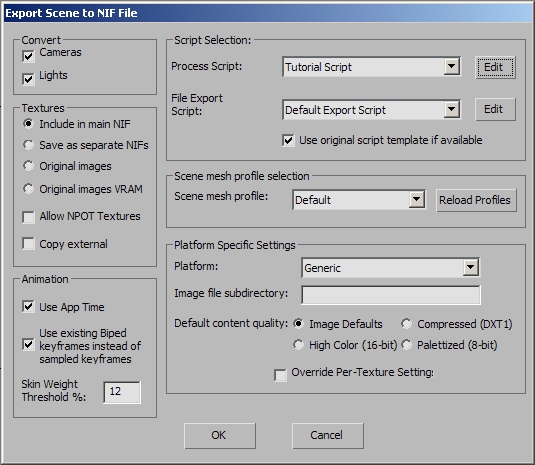 Export Scene to NIF File
Convert
Cameras
Lights
Textures
Include in main NIF
Save as separate NIFs
Original images
Original images VRAM
Allow NPOT Textures
Copy external
Animation
Use App Time
Use existing Biped
keyframes instead of
sampled keyframes
Skin Weight
Threshold %:
12
Script Selection:
Process Script:
Tutorial Script
Edit
File Export
Script:
Default Export Script
Edit
Use original script template if available
Scene mesh profile selection
Scene mesh profile:
Default
Reload Profiles
Platform Specific Settings
Platform:
Generic
Image file subdirectory:
Default content quality:
Image Defaults
Compressed (DXT1)
High Color (16-bit)
Palettized (8-bit)
Override Per-Texture Settings
OK
Cancel